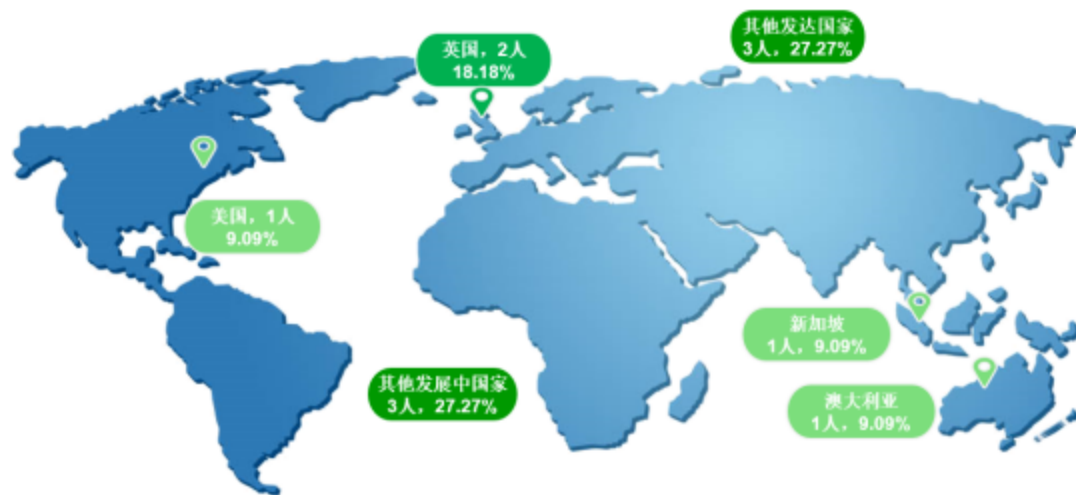 其他发达国家
3人，27.27%
英国，2人
18.18%
美国，1人
9.09%
新加坡
1人，9.09%
其他发展中国家
3人，27.27%
澳大利亚
1人，9.09%